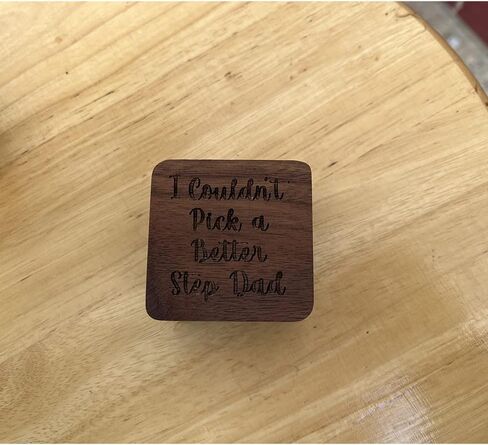 I Couldn't
Pick a
Better
Step Dad